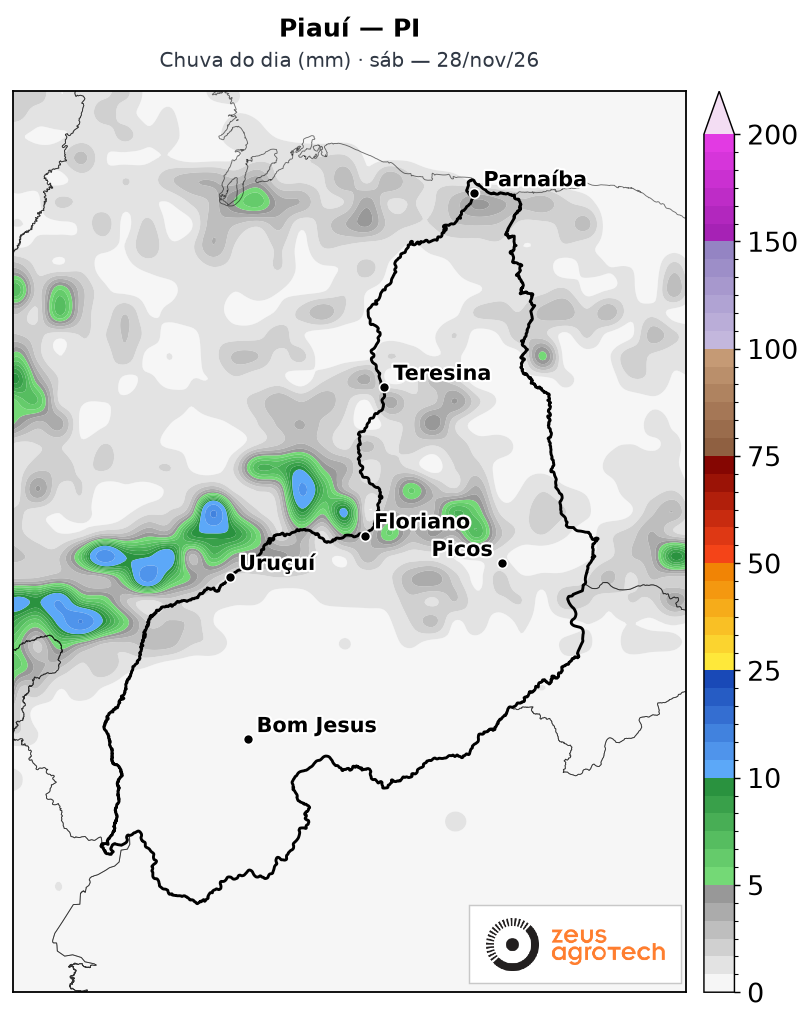 Piauí — PI
Chuva do dia (mm) · sáb — 28/nov/26
Parnaíba
Teresina
Floriano
Picos
Uruçuí
Bom Jesus
200
150
100
75
50
25
10
5
0
zeus
agrotech